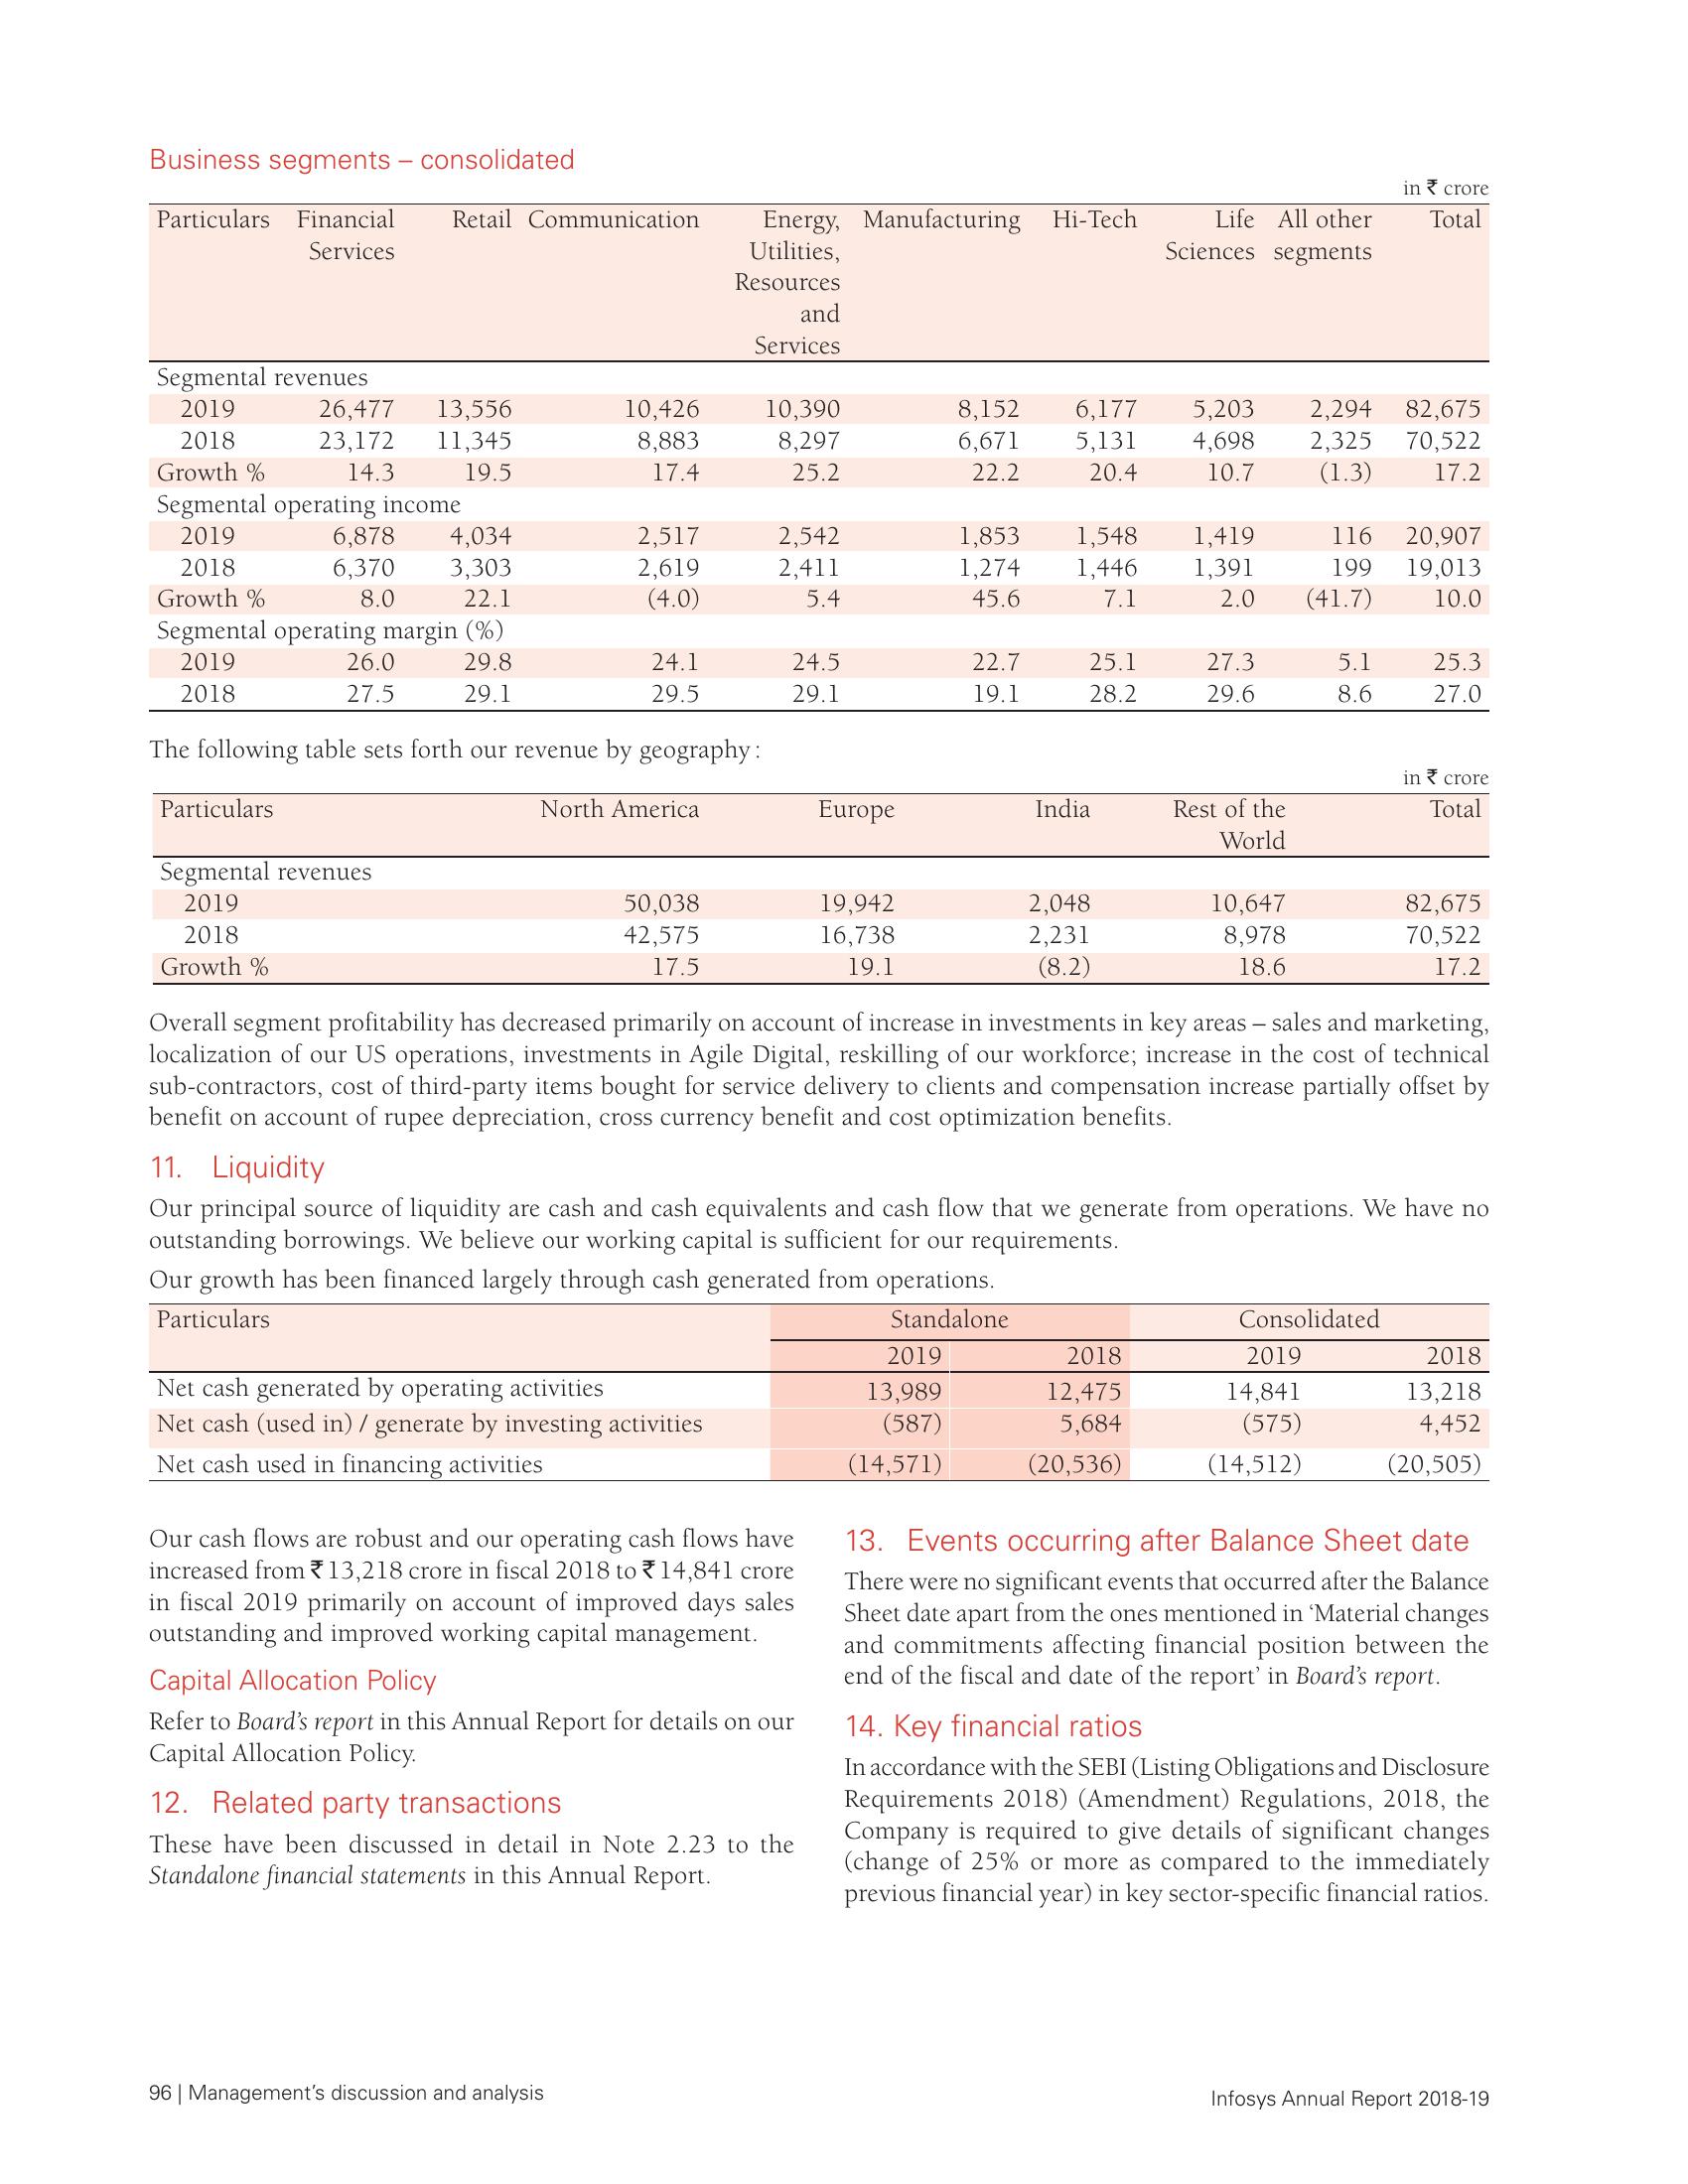 Business segments – consolidated
in ₹ crore
Particulars Financial Services Retail Communication Energy, Utilities, Resources and Services Manufacturing Hi-Tech Life Sciences All other segments Total
Segmental revenues
2019 26,477 13,556 10,426 10,390 8,152 6,177 5,203 2,294 82,675
2018 23,172 11,345 8,883 8,297 6,671 5,131 4,698 2,325 70,522
Growth % 14.3 19.5 17.4 25.2 22.2 20.4 10.7 (1.3) 17.2
Segmental operating income
2019 6,878 4,034 2,517 2,542 1,853 1,548 1,419 116 20,907
2018 6,370 3,303 2,619 2,411 1,274 1,446 1,391 199 19,013
Growth % 8.0 22.1 (4.0) 5.4 45.6 7.1 2.0 (41.7) 10.0
Segmental operating margin (%)
2019 26.0 29.8 24.1 24.5 22.7 25.1 27.3 5.1 25.3
2018 27.5 29.1 29.5 29.1 19.1 28.2 29.6 8.6 27.0
The following table sets forth our revenue by geography:
in ₹ crore
Particulars North America Europe India Rest of the World Total
Segmental revenues
2019 50,038 19,942 2,048 10,647 82,675
2018 42,575 16,738 2,231 8,978 70,522
Growth % 17.5 19.1 (8.2) 18.6 17.2
Overall segment profitability has decreased primarily on account of increase in investments in key areas – sales and marketing,
localization of our US operations, investments in Agile Digital, reskilling of our workforce; increase in the cost of technical
sub-contractors, cost of third-party items bought for service delivery to clients and compensation increase partially offset by
benefit on account of rupee depreciation, cross currency benefit and cost optimization benefits.
11. Liquidity
Our principal source of liquidity are cash and cash equivalents and cash flow that we generate from operations. We have no
outstanding borrowings. We believe our working capital is sufficient for our requirements.
Our growth has been financed largely through cash generated from operations.
Particulars Standalone Consolidated
2019 2018 2019 2018
Net cash generated by operating activities 13,989 12,475 14,841 13,218
Net cash (used in) / generate by investing activities (587) 5,684 (575) 4,452
Net cash used in financing activities (14,571) (20,536) (14,512) (20,505)
Our cash flows are robust and our operating cash flows have
increased from ₹13,218 crore in fiscal 2018 to ₹14,841 crore
in fiscal 2019 primarily on account of improved days sales
outstanding and improved working capital management.
Capital Allocation Policy
Refer to Board's report in this Annual Report for details on our
Capital Allocation Policy.
12. Related party transactions
These have been discussed in detail in Note 2.23 to the
Standalone financial statements in this Annual Report.
13. Events occurring after Balance Sheet date
There were no significant events that occurred after the Balance
Sheet date apart from the ones mentioned in ‘Material changes
and commitments affecting financial position between the
end of the fiscal and date of the report’ in Board's report.
14. Key financial ratios
In accordance with the SEBI (Listing Obligations and Disclosure
Requirements 2018) (Amendment) Regulations, 2018, the
Company is required to give details of significant changes
(change of 25% or more as compared to the immediately
previous financial year) in key sector-specific financial ratios.
96 | Management's discussion and analysis
Infosys Annual Report 2018-19